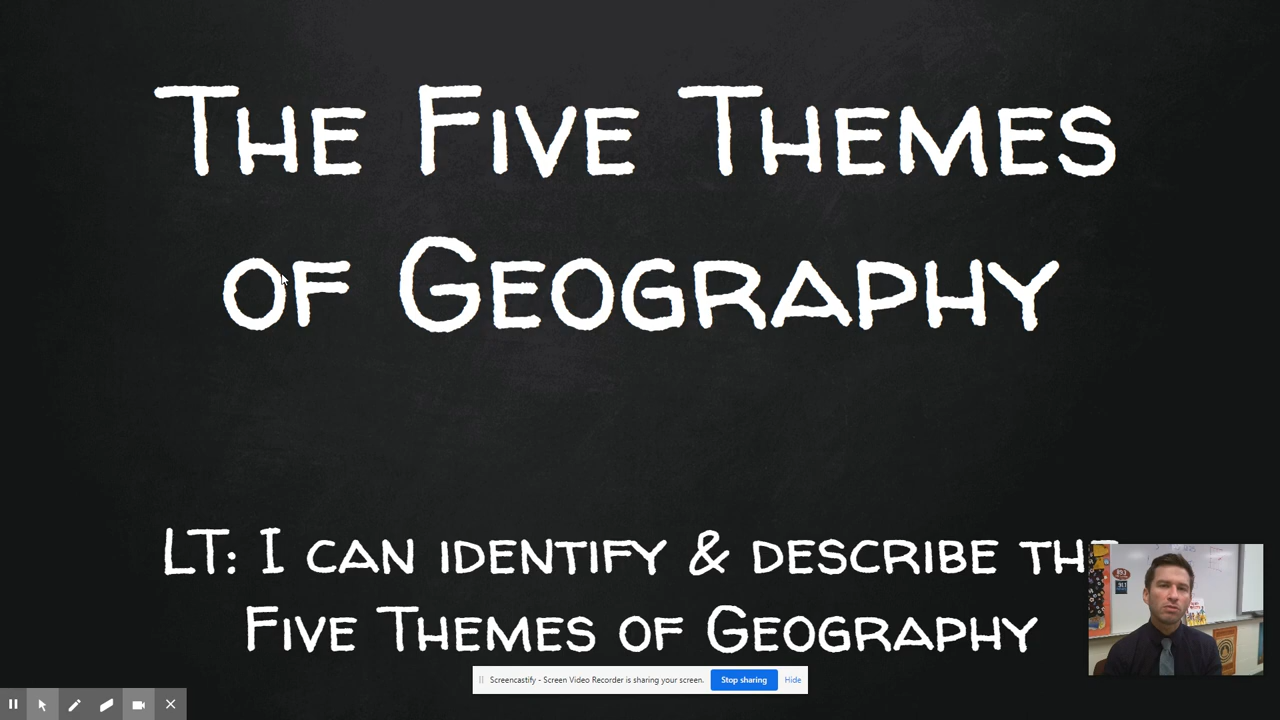 The Five Themes
of Geography
LT: I can identify & describe the
Five Themes of Geography
Screencastify - Screen Video Recorder is sharing your screen. Stop sharing Hide